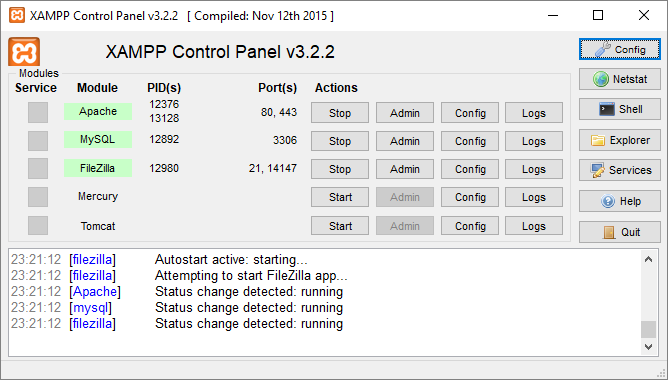 XAMPP Control Panel v3.2.2 [ Compiled: Nov 12th 2015 ]
XAMPP Control Panel v3.2.2
Config
Modules
Service Module PID(s) Port(s) Actions
Netstat
Apache 12376 13128 80, 443 Stop Admin Config Logs
Shell
MySQL 12892 3306 Stop Admin Config Logs
Explorer
FileZilla 12980 21, 14147 Stop Admin Config Logs
Services
Mercury Start Admin Config Logs
Help
Tomcat Start Admin Config Logs
Quit
23:21:12 [filezilla] Autostart active: starting...
23:21:12 [filezilla] Attempting to start FileZilla app...
23:21:12 [Apache] Status change detected: running
23:21:12 [mysql] Status change detected: running
23:21:12 [filezilla] Status change detected: running